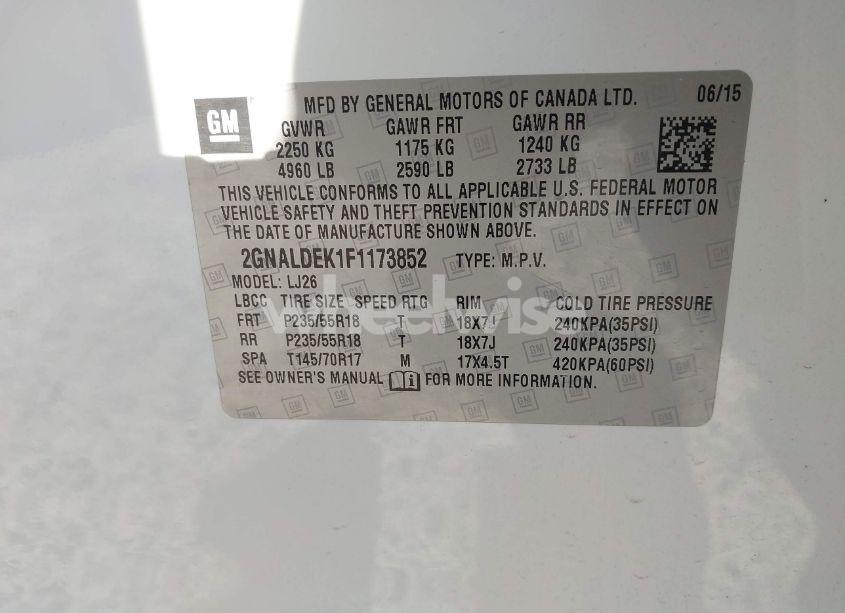 GM
MFD BY GENERAL MOTORS OF CANADA LTD. 06/15
GVWR GAWR FRT GAWR RR
2250 KG 1175 KG 1240 KG
4960 LB 2590 LB 2733 LB
THIS VEHICLE CONFORMS TO ALL APPLICABLE U.S. FEDERAL MOTOR
VEHICLE SAFETY AND THEFT PREVENTION STANDARDS IN EFFECT ON
THE DATE OF MANUFACTURE SHOWN ABOVE.
2GNALDEK1F1173852 TYPE: M.P.V.
MODEL: LJ26
LBCC TIRE SIZE SPEED RTG RIM COLD TIRE PRESSURE
FRT P235/55R18 T 18X7J 240KPA(35PSI)
RR P235/55R18 T 18X7J 240KPA(35PSI)
SPA T145/70R17 M 17X4.5T 420KPA(60PSI)
SEE OWNER'S MANUAL FOR MORE INFORMATION.
wheelwise